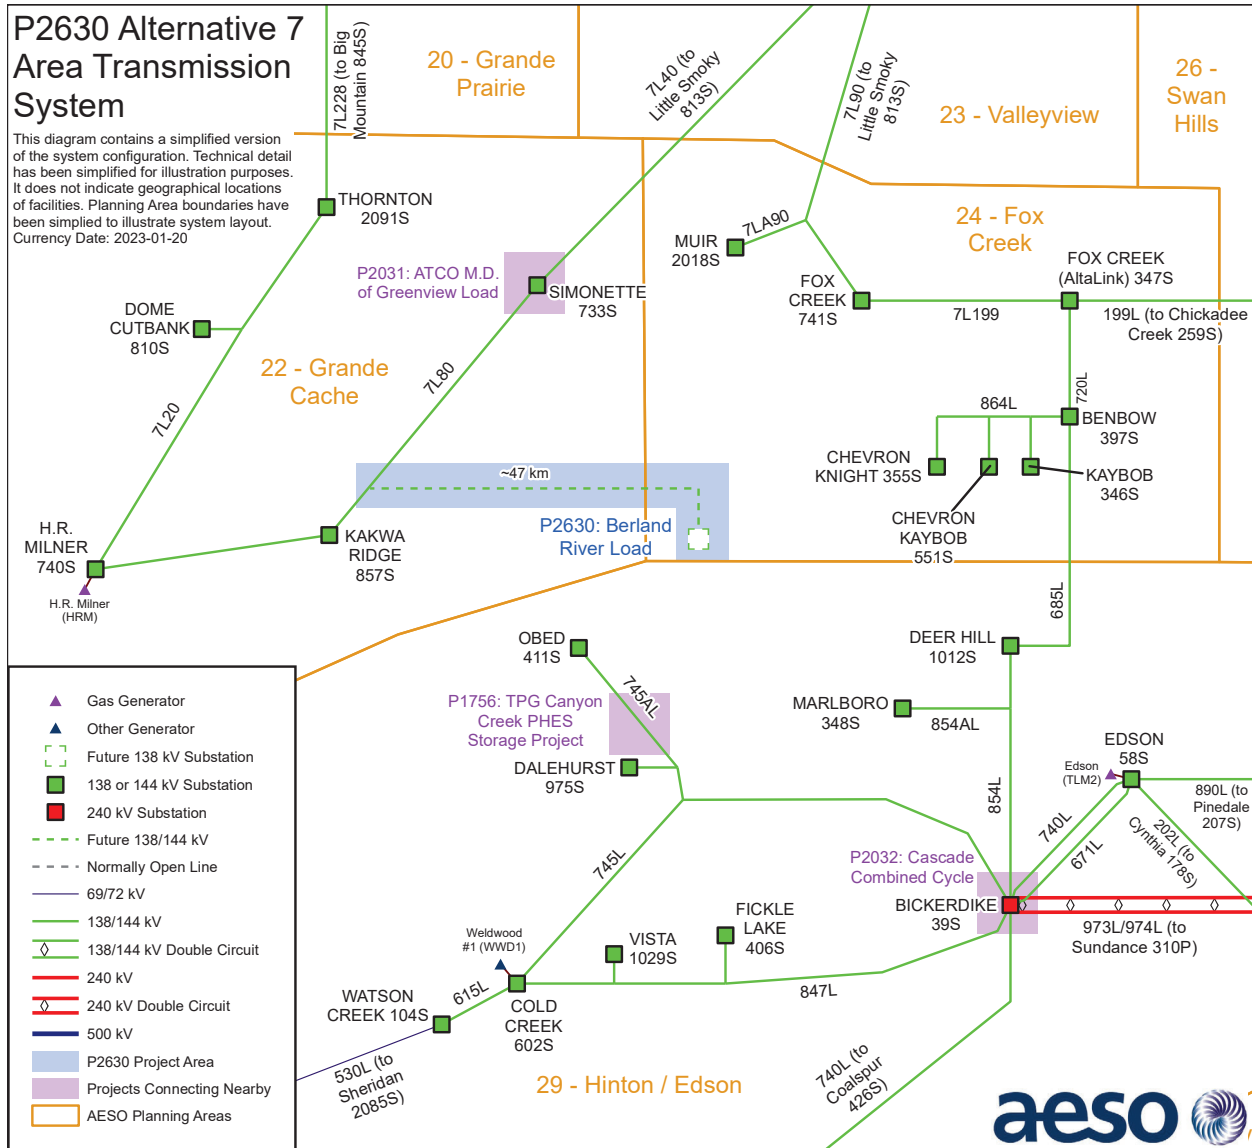 P2630 Alternative 7
Area Transmission
System
This diagram contains a simplified version
of the system configuration. Technical detail
has been simplified for illustration purposes.
It does not indicate geographical locations
of facilities. Planning Area boundaries have
been simplied to illustrate system layout.
Currency Date: 2023-01-20
7L228 (to Big
Mountain 845S)
20 - Grande
Prairie
7L40 (to
Little Smoky
813S)
7L90 (to
Little Smoky
813S)
23 - Valleyview
26 -
Swan
Hills
THORNTON
2091S
MUIR
2018S
7LA90
24 - Fox
Creek
P2031: ATCO M.D.
of Greenview Load
SIMONETTE
733S
FOX
CREEK
741S
7L199
FOX CREEK
(AltaLink) 347S
199L (to Chickadee
Creek 259S)
DOME
CUTBANK
810S
22 - Grande
Cache
7L80
7L20
720L
864L
BENBOW
397S
CHEVRON
KNIGHT 355S
KAYBOB
346S
CHEVRON
KAYBOB
551S
~47 km
P2630: Berland
River Load
H.R.
MILNER
740S
H.R. Milner
(HRM)
KAKWA
RIDGE
857S
685L
OBED
411S
745AL
DEER HILL
1012S
P1756: TPG Canyon
Creek PHES
Storage Project
DALEHURST
975S
MARLBORO
348S
854AL
854L
EDSON
58S
Edson
(TLM2)
890L (to
Pinedale
207S)
740L
671L
202L (to
Cynthia 178S)
745L
P2032: Cascade
Combined Cycle
BICKERDIKE
39S
973L/974L (to
Sundance 310P)
Weldwood
#1 (WWD1)
VISTA
1029S
FICKLE
LAKE
406S
847L
WATSON
CREEK 104S
615L
COLD
CREEK
602S
530L (to
Sheridan
2085S)
29 - Hinton / Edson
740L (to
Coalspur
426S)
Gas Generator
Other Generator
Future 138 kV Substation
138 or 144 kV Substation
240 kV Substation
Future 138/144 kV
Normally Open Line
69/72 kV
138/144 kV
138/144 kV Double Circuit
240 kV
240 kV Double Circuit
500 kV
P2630 Project Area
Projects Connecting Nearby
AESO Planning Areas
aeso